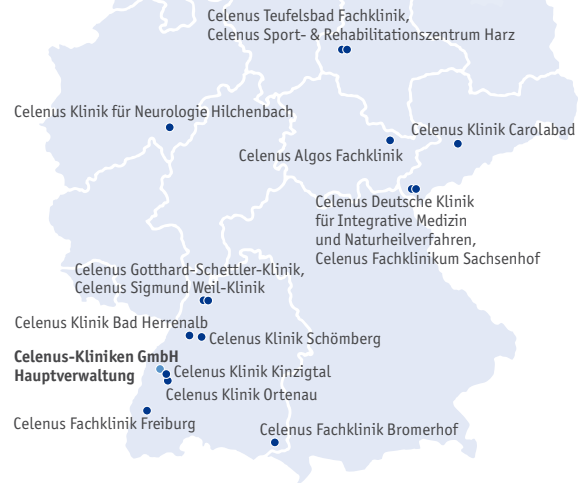 Celenus Teufelsbad Fachklinik,
Celenus Sport- & Rehabilitationszentrum Harz
Celenus Klinik für Neurologie Hilchenbach
Celenus Klinik Carolabad
Celenus Algos Fachklinik
Celenus Deutsche Klinik
für Integrative Medizin
und Naturheilverfahren,
Celenus Fachklinikum Sachsenhof
Celenus Gotthard-Schettler-Klinik,
Celenus Sigmund Weil-Klinik
Celenus Klinik Bad Herrenalb
Celenus Klinik Schömberg
Celenus-Kliniken GmbH
Hauptverwaltung
Celenus Klinik Kinzigtal
Celenus Klinik Ortenau
Celenus Fachklinik Freiburg
Celenus Fachklinik Bromerhof